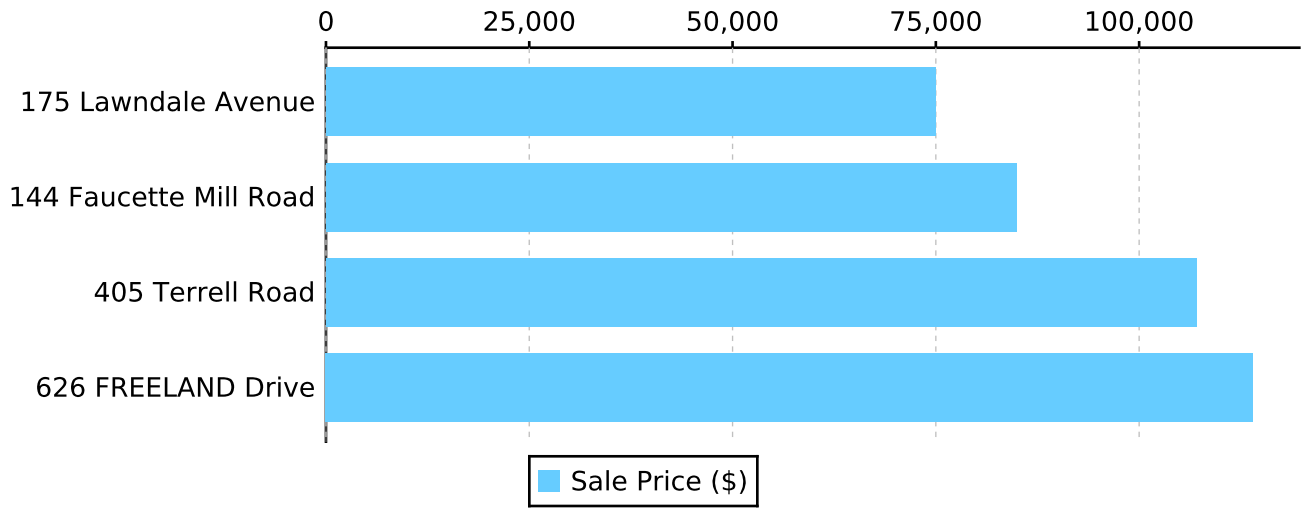 0 25,000 50,000 75,000 100,000
175 Lawndale Avenue
144 Faucette Mill Road
405 Terrell Road
626 FREELAND Drive
Sale Price ($)